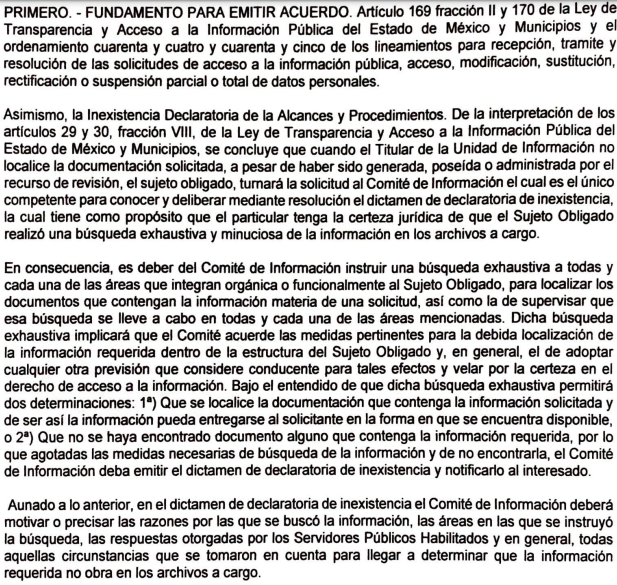 PRIMERO. - FUNDAMENTO PARA EMITIR ACUERDO. Artículo 169 fracción II y 170 de la Ley de
Transparencia y Acceso a la Información Pública del Estado de México y Municipios y el
ordenamiento cuarenta y cuatro y cuarenta y cinco de los lineamientos para recepción, tramite y
resolución de las solicitudes de acceso a la información pública, acceso, modificación, sustitución,
rectificación o suspensión parcial o total de datos personales.

Asimismo, la Inexistencia Declaratoria de la Alcances y Procedimientos. De la interpretación de los
artículos 29 y 30, fracción VIII, de la Ley de Transparencia y Acceso a la Información Pública del
Estado de México y Municipios, se concluye que cuando el Titular de la Unidad de Información no
localice la documentación solicitada, a pesar de haber sido generada, poseída o administrada por el
recurso de revisión, el sujeto obligado, turnará la solicitud al Comité de Información el cual es el único
competente para conocer y deliberar mediante resolución el dictamen de declaratoria de inexistencia,
la cual tiene como propósito que el particular tenga la certeza jurídica de que el Sujeto Obligado
realizó una búsqueda exhaustiva y minuciosa de la información en los archivos a cargo.

En consecuencia, es deber del Comité de Información instruir una búsqueda exhaustiva a todas y
cada una de las áreas que integran orgánica o funcionalmente al Sujeto Obligado, para localizar los
documentos que contengan la información materia de una solicitud, así como la de supervisar que
esa búsqueda se lleve a cabo en todas y cada una de las áreas mencionadas. Dicha búsqueda
exhaustiva implicará que el Comité acuerde las medidas pertinentes para la debida localización de
la información requerida dentro de la estructura del Sujeto Obligado y, en general, el de adoptar
cualquier otra previsión que considere conducente para tales efectos y velar por la certeza en el
derecho de acceso a la información. Bajo el entendido de que dicha búsqueda exhaustiva permitirá
dos determinaciones: 1ª) Que se localice la documentación que contenga la información solicitada y
de ser así la información pueda entregarse al solicitante en la forma en que se encuentra disponible,
o 2ª) Que no se haya encontrado documento alguno que contenga la información requerida, por lo
que agotadas las medidas necesarias de búsqueda de la información y de no encontrarla, el Comité
de Información deba emitir el dictamen de declaratoria de inexistencia y notificarlo al interesado.

Aunado a lo anterior, en el dictamen de declaratoria de inexistencia el Comité de Información deberá
motivar o precisar las razones por las que se buscó la información, las áreas en las que se instruyó
la búsqueda, las respuestas otorgadas por los Servidores Públicos Habilitados y en general, todas
aquellas circunstancias que se tomaron en cuenta para llegar a determinar que la información
requerida no obra en los archivos a cargo.